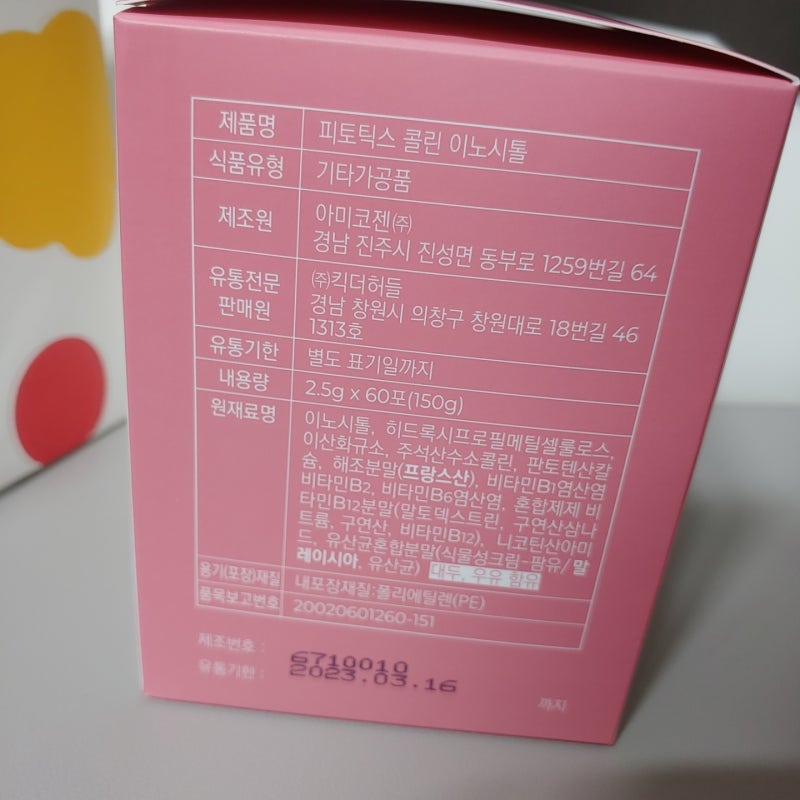 제품명 피토틱스 콜린 이노시톨
식품유형 기타가공품
제조원 아미코젠㈜
경남 진주시 진성면 동부로 1259번길 64
유통전문
판매원
㈜킥더허들
경남 창원시 의창구 창원대로 18번길 46
1313호
유통기한 별도 표기일까지
내용량 2.5g x 60포(150g)
원재료명 이노시톨, 히드록시프로필메틸셀룰로스,
이산화규소, 주석산수소콜린, 판토텐산칼
슘, 해조분말(프랑스산), 비타민B1염산염
비타민B2, 비타민B6염산염, 혼합제제 비
타민B12분말(말토덱스트린, 구연산삼나
트륨, 구연산, 비타민B12), 니코틴산아미
드, 유산균혼합분말(식물성크림-팜유/말
레이시아, 유산균) 대두, 우유 함유
용기(포장)재질 내포장재질:폴리에틸렌(PE)
품목보고번호 20020601260-151
제조번호 : 6710010
유통기한 : 2023.03.16 까지